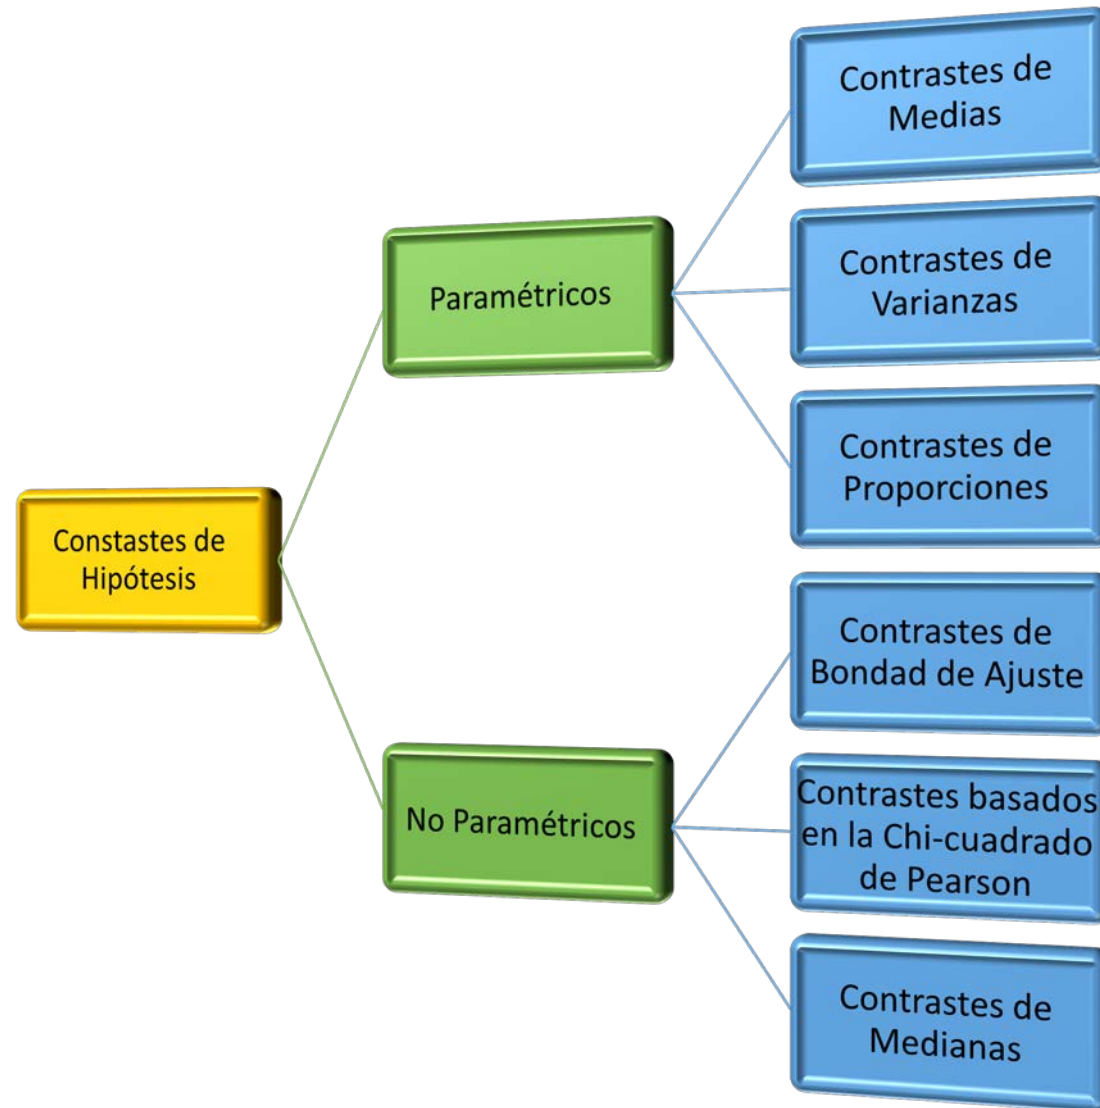 Contrastes de
Medias
Contrastes de
Varianzas
Paramétricos
Contrastes de
Proporciones
Constastes de
Hipótesis
Contrastes de
Bondad de Ajuste
No Paramétricos
Contrastes basados
en la Chi-cuadrado
de Pearson
Contrastes de
Medianas